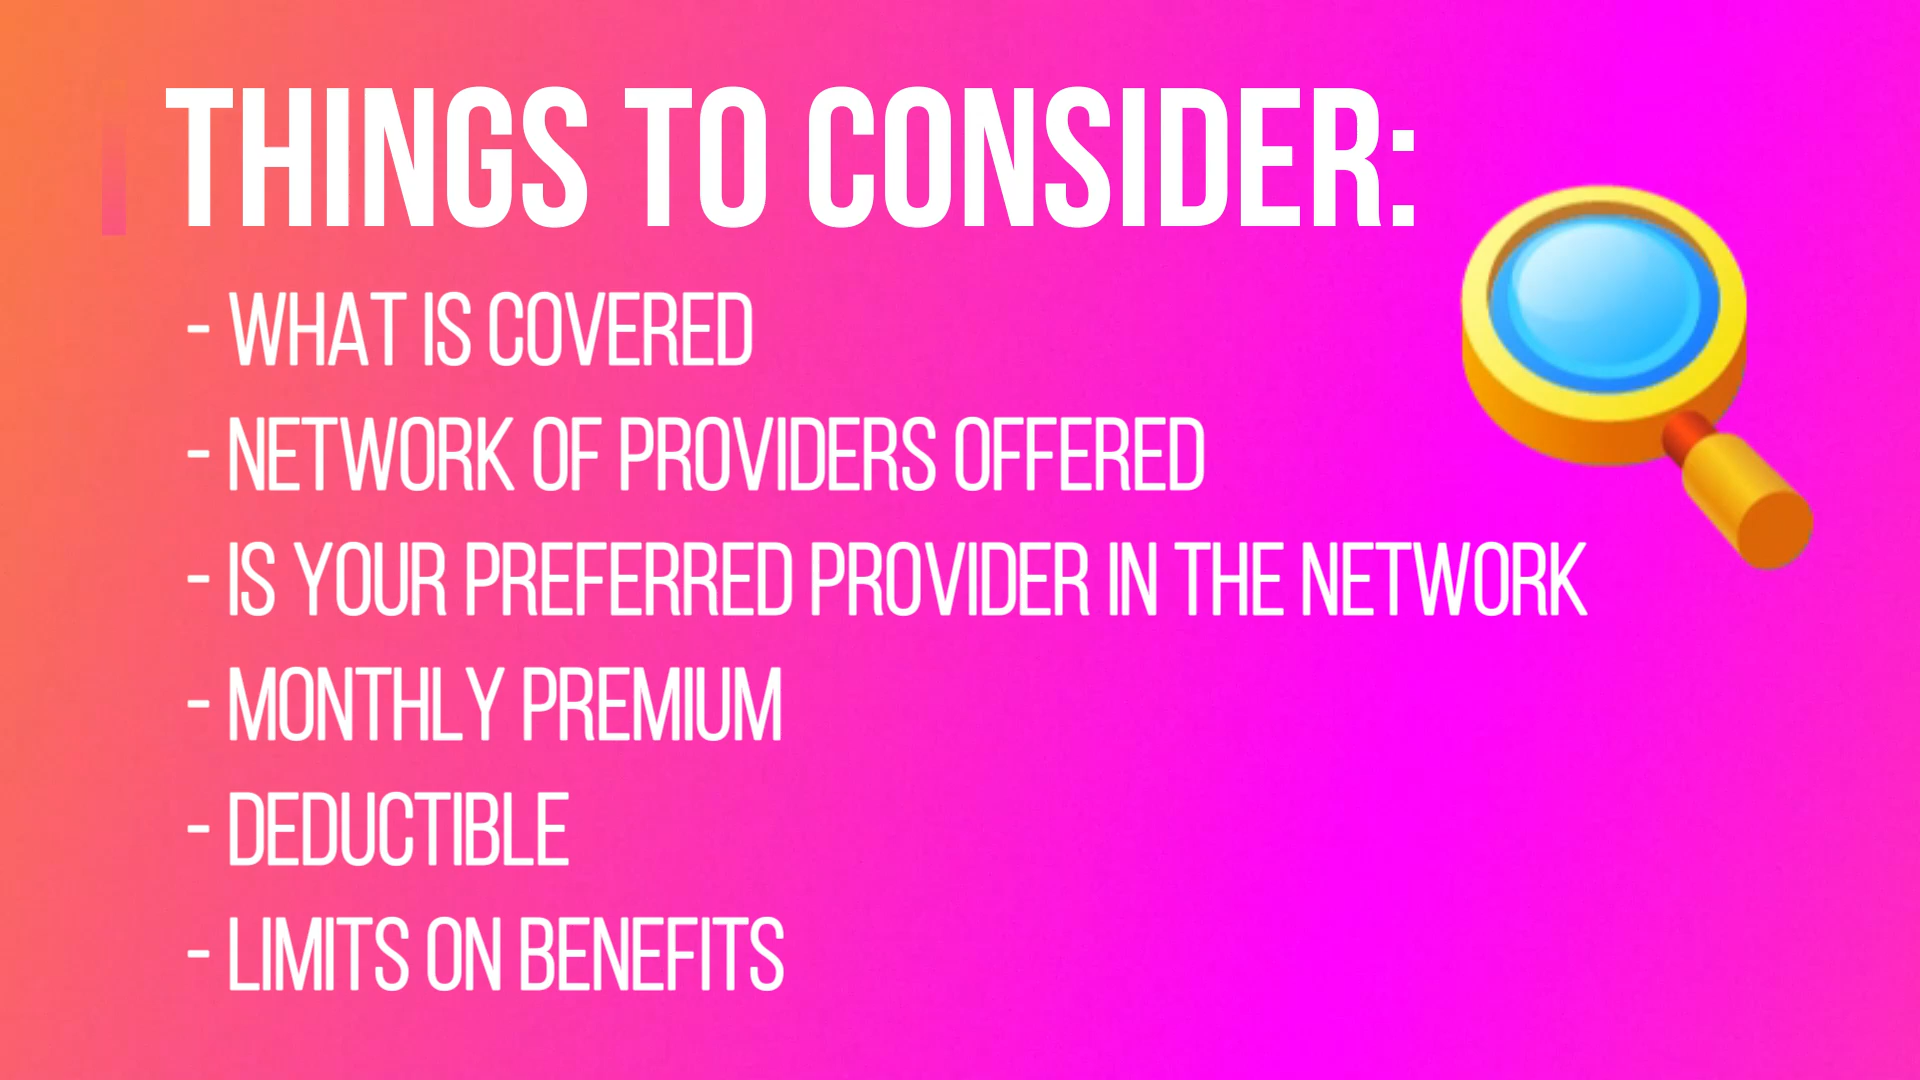 THINGS TO CONSIDER:
- WHAT IS COVERED
- NETWORK OF PROVIDERS OFFERED
- IS YOUR PREFERRED PROVIDER IN THE NETWORK
- MONTHLY PREMIUM
- DEDUCTIBLE
- LIMITS ON BENEFITS